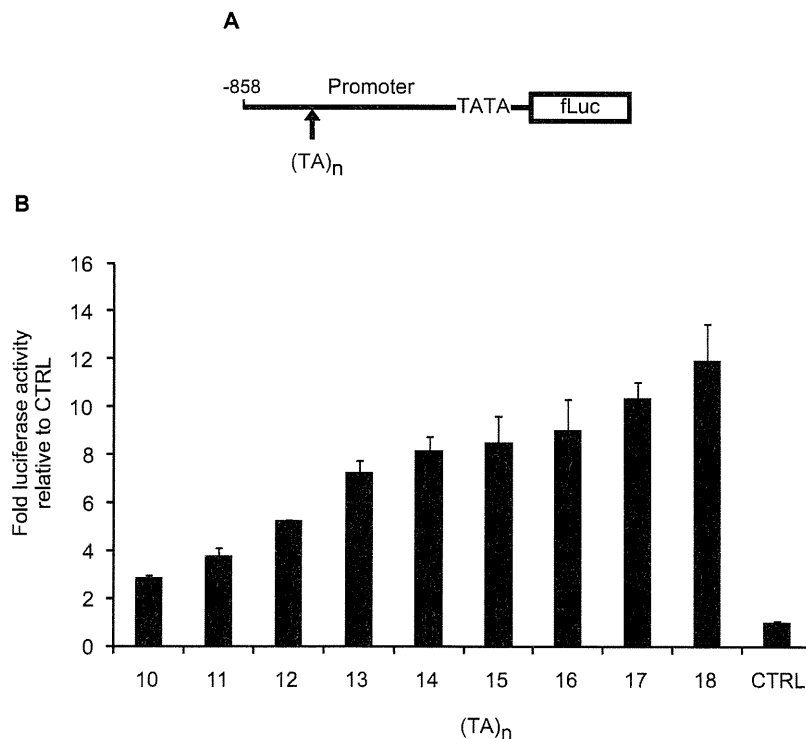 A
-858
Promoter
TATA
fLuc
(TA)n
B
Fold luciferase activity
relative to CTRL
16
14
12
10
8
6
4
2
0
10 11 12 13 14 15 16 17 18 CTRL
(TA)n